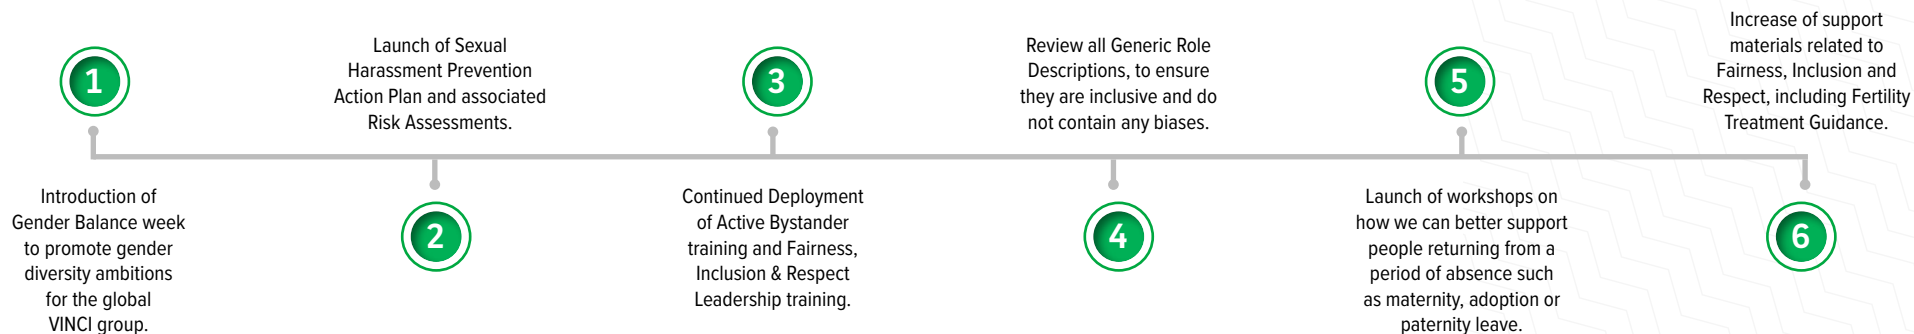 1
Introduction of
Gender Balance week
to promote gender
diversity ambitions
for the global
VINCI group.
Launch of Sexual
Harassment Prevention
Action Plan and associated
Risk Assessments.
2
3
Continued Deployment
of Active Bystander
training and Fairness,
Inclusion & Respect
Leadership training.
Review all Generic Role
Descriptions, to ensure
they are inclusive and do
not contain any biases.
4
5
Launch of workshops on
how we can better support
people returning from a
period of absence such
as maternity, adoption or
paternity leave.
Increase of support
materials related to
Fairness, Inclusion and
Respect, including Fertility
Treatment Guidance.
6